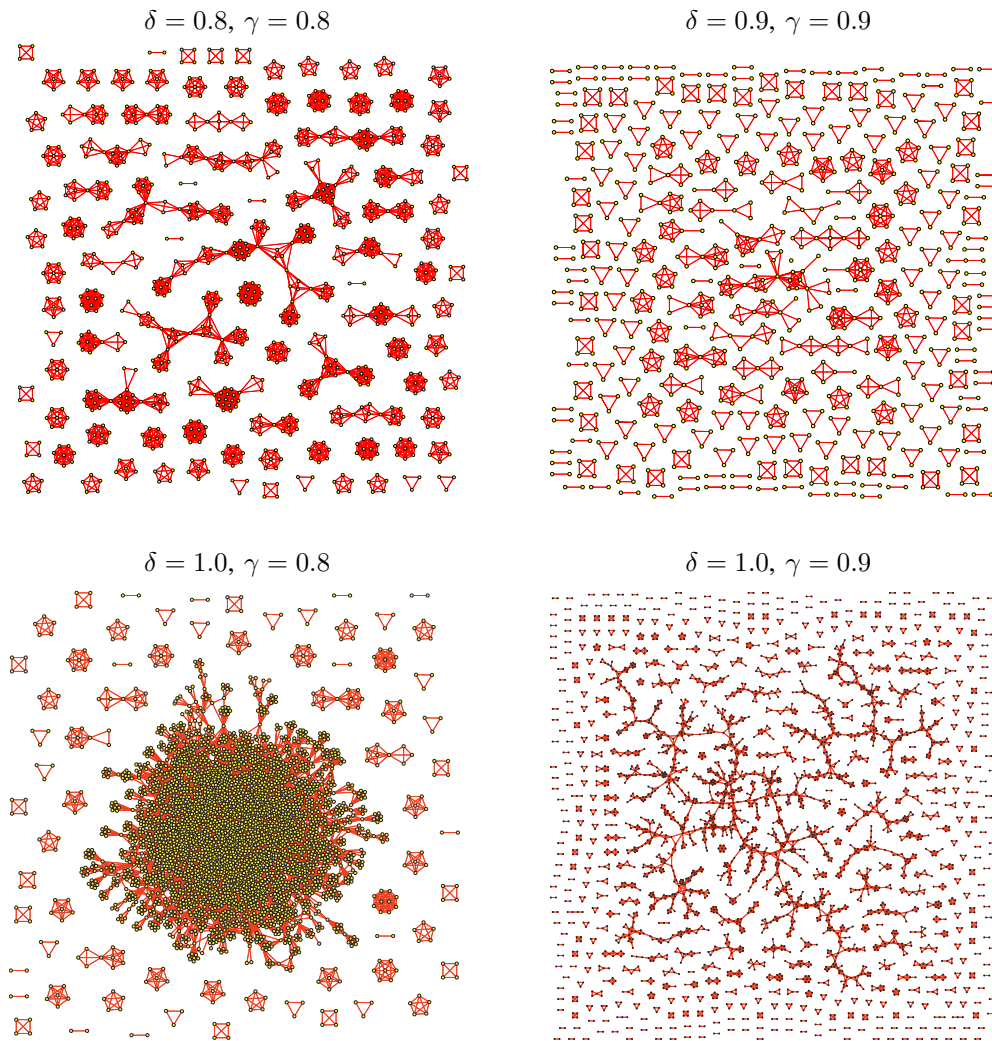 δ = 0.8, γ = 0.8
δ = 0.9, γ = 0.9
δ = 1.0, γ = 0.8
δ = 1.0, γ = 0.9